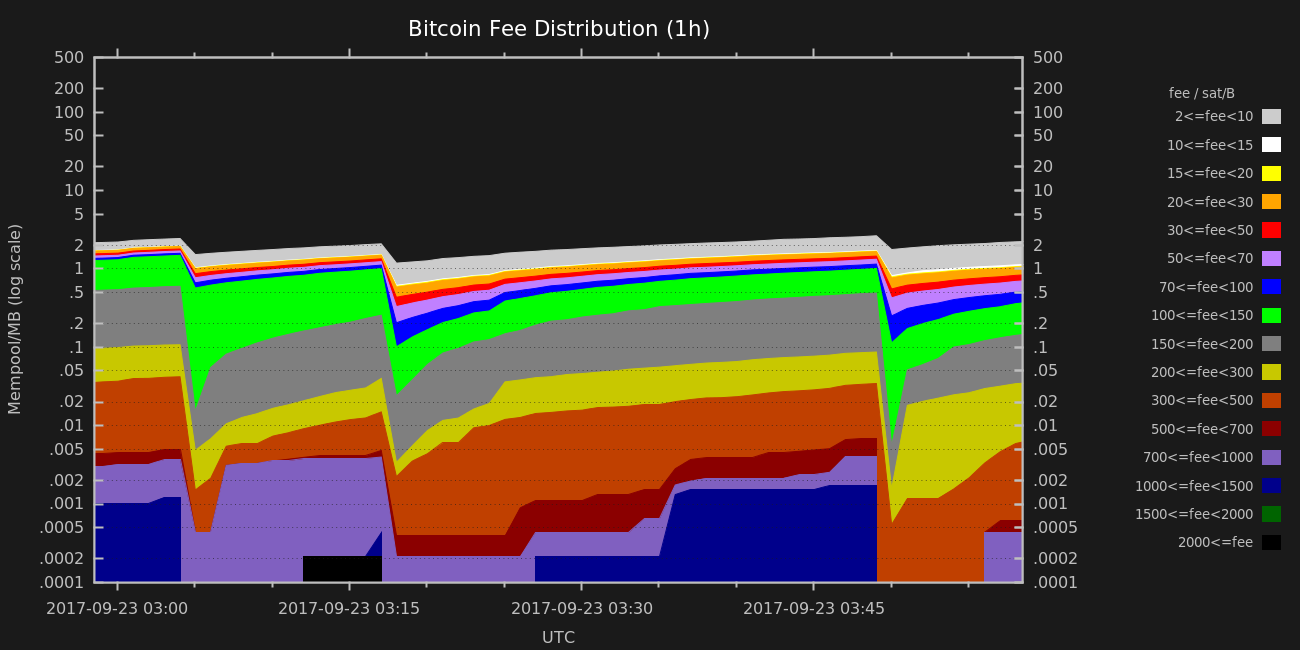 Bitcoin Fee Distribution (1h)
Mempool/MB (log scale)
500
200
100
50
20
10
5
2
1
.5
.2
.1
.05
.02
.01
.005
.002
.001
.0005
.0002
.0001
500
200
100
50
20
10
5
2
1
.5
.2
.1
.05
.02
.01
.005
.002
.001
.0005
.0002
.0001
2017-09-23 03:00
2017-09-23 03:15
2017-09-23 03:30
2017-09-23 03:45
UTC
fee / sat/B
2<=fee<10
10<=fee<15
15<=fee<20
20<=fee<30
30<=fee<50
50<=fee<70
70<=fee<100
100<=fee<150
150<=fee<200
200<=fee<300
300<=fee<500
500<=fee<700
700<=fee<1000
1000<=fee<1500
1500<=fee<2000
2000<=fee